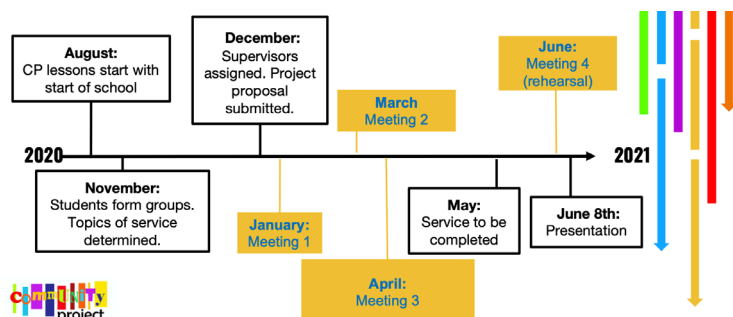 August:
CP lessons start with
start of school
December:
Supervisors
assigned. Project
proposal
submitted.
March
Meeting 2
June:
Meeting 4
(rehearsal)
2020
2021
November:
Students form groups.
Topics of service
determined.
January:
Meeting 1
April:
Meeting 3
May:
Service to be
completed
June 8th:
Presentation
COMMUNITY
project